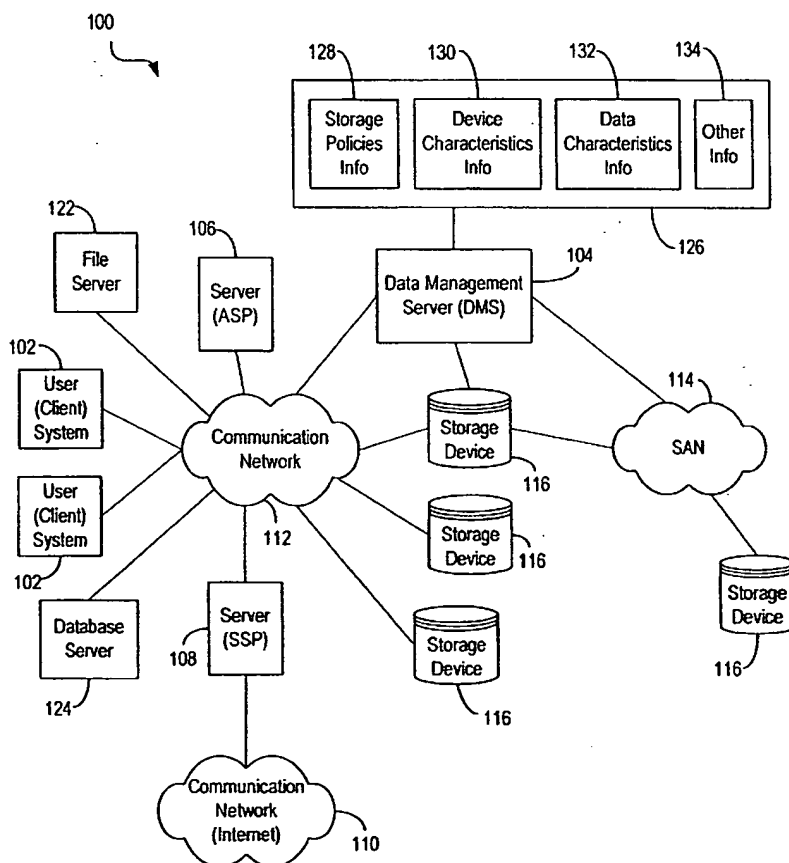 100
128
130
132
134
Storage
Policies
Info
Device
Characteristics
Info
Data
Characteristics
Info
Other
Info
126
122
File
Server
106
Server
(ASP)
104
Data Management
Server (DMS)
102
User
(Client)
System
114
Communication
Network
112
Storage
Device
116
SAN
User
(Client)
System
102
Storage
Device
116
Database
Server
124
108
Server
(SSP)
Storage
Device
116
Storage
Device
116
Communication
Network
(Internet)
110